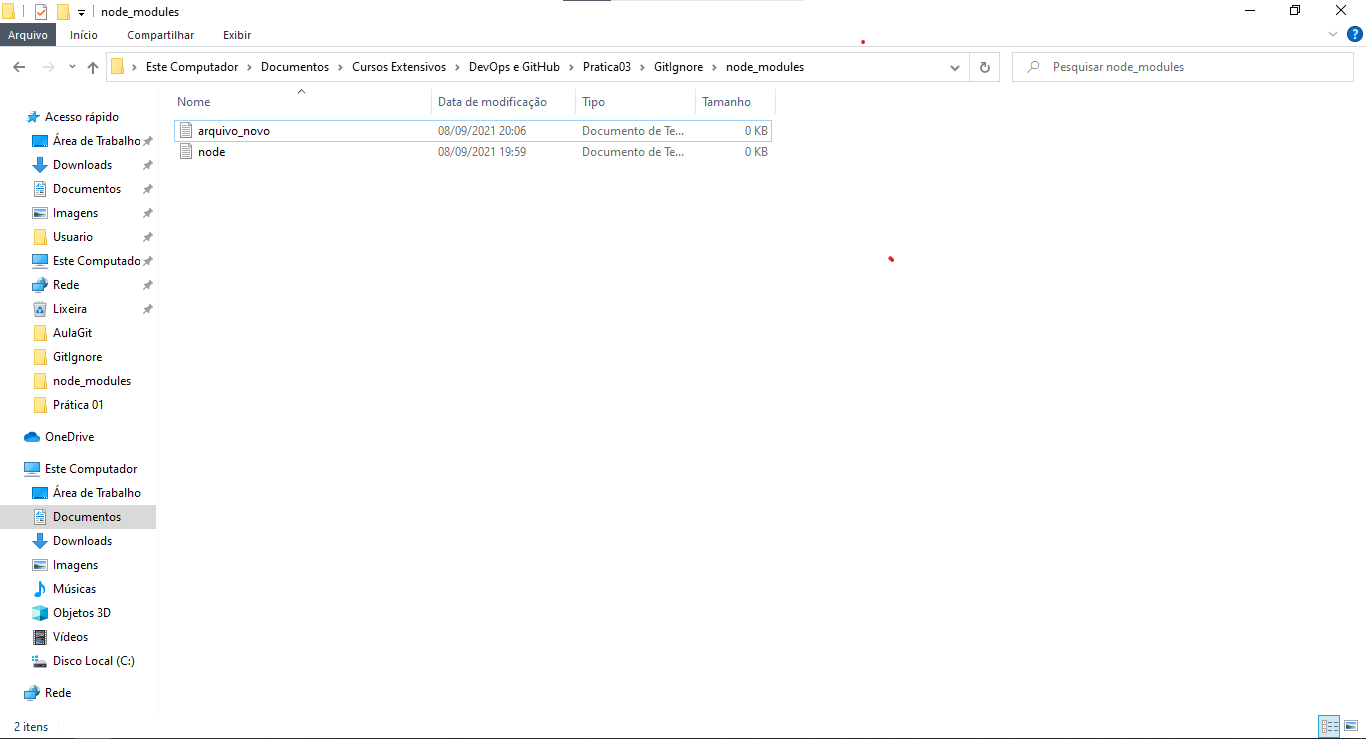 node_modules
Arquivo Início Compartilhar Exibir
Este Computador Documentos Cursos Extensivos DevOps e GitHub Pratica03 GitIgnore node_modules
Pesquisar node_modules
Nome Data de modificação Tipo Tamanho
arquivo_novo 08/09/2021 20:06 Documento de Te... 0 KB
node 08/09/2021 19:59 Documento de Te... 0 KB
Acesso rápido
Área de Trabalho
Downloads
Documentos
Imagens
Usuario
Este Computado
Rede
Lixeira
AulaGit
GitIgnore
node_modules
Prática 01
OneDrive
Este Computador
Área de Trabalho
Documentos
Downloads
Imagens
Músicas
Objetos 3D
Vídeos
Disco Local (C:)
Rede
2 itens